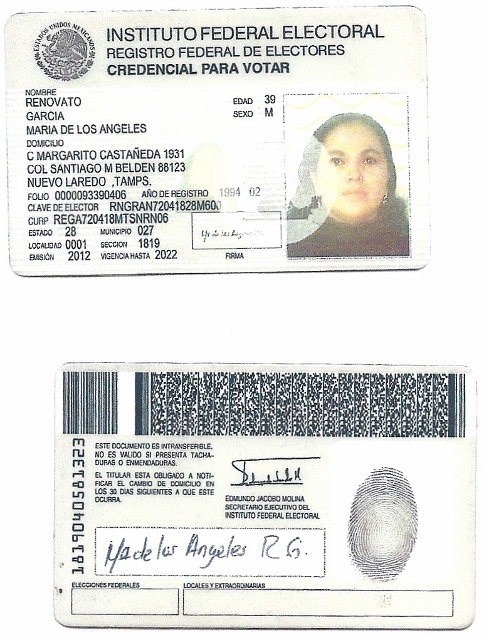 ESTADOS UNIDOS MEXICANOS
INSTITUTO FEDERAL ELECTORAL
REGISTRO FEDERAL DE ELECTORES
CREDENCIAL PARA VOTAR
NOMBRE
RENOVATO
GARCIA
MARIA DE LOS ANGELES
EDAD 39
SEXO M
DOMICILIO
C MARGARITO CASTAÑEDA 1931
COL SANTIAGO M BELDEN 88123
NUEVO LAREDO ,TAMPS.
FOLIO 0000093390406 AÑO DE REGISTRO 1994 02
CLAVE DE ELECTOR RNGRAN72041828M600
CURP REGA720418MTSNRN06
ESTADO 28 MUNICIPIO 027
LOCALIDAD 0001 SECCION 1819
EMISIÓN 2012 VIGENCIA HASTA 2022
FIRMA
ESTE DOCUMENTO ES INTRANSFERIBLE,
NO ES VALIDO SI PRESENTA TACHA-
DURAS O ENMENDADURAS.
EL TITULAR ESTA OBLIGADO A NOTI-
FICAR EL CAMBIO DE DOMICILIO EN
LOS 30 DIAS SIGUIENTES A QUE ESTE
OCURRA.
EDMUNDO JACOBO MOLINA
SECRETARIO EJECUTIVO DEL
INSTITUTO FEDERAL ELECTORAL
Ma de los Angeles R G.
ELECCIONES FEDERALES
LOCALES Y EXTRAORDINARIAS